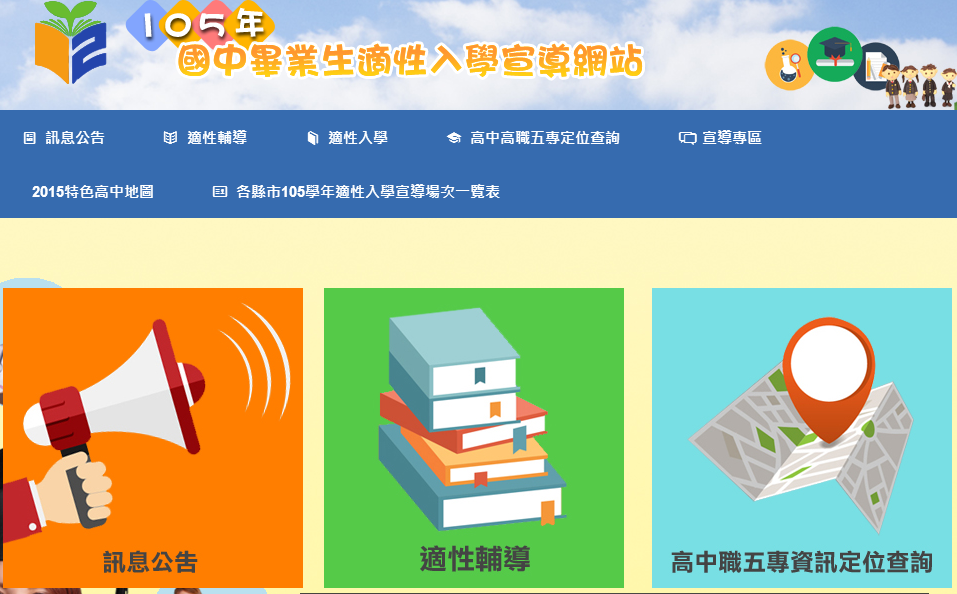 105年
國中畢業生適性入學宣導網站
訊息公告 適性輔導 適性入學 高中高職五專定位查詢 宣導專區
2015特色高中地圖 各縣市105學年適性入學宣導場次一覽表
訊息公告 適性輔導 高中職五專資訊定位查詢